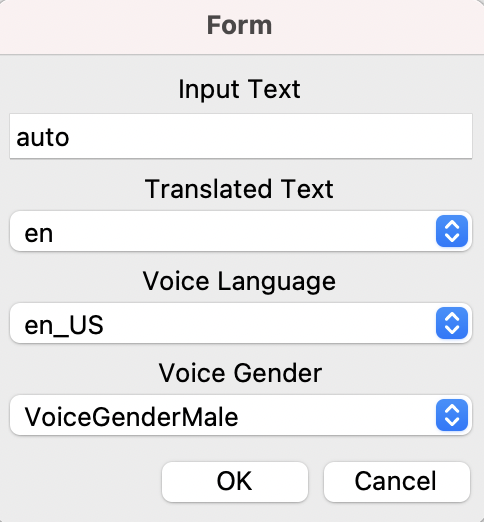 Form
Input Text
auto
Translated Text
en
Voice Language
en_US
Voice Gender
VoiceGenderMale
OK Cancel